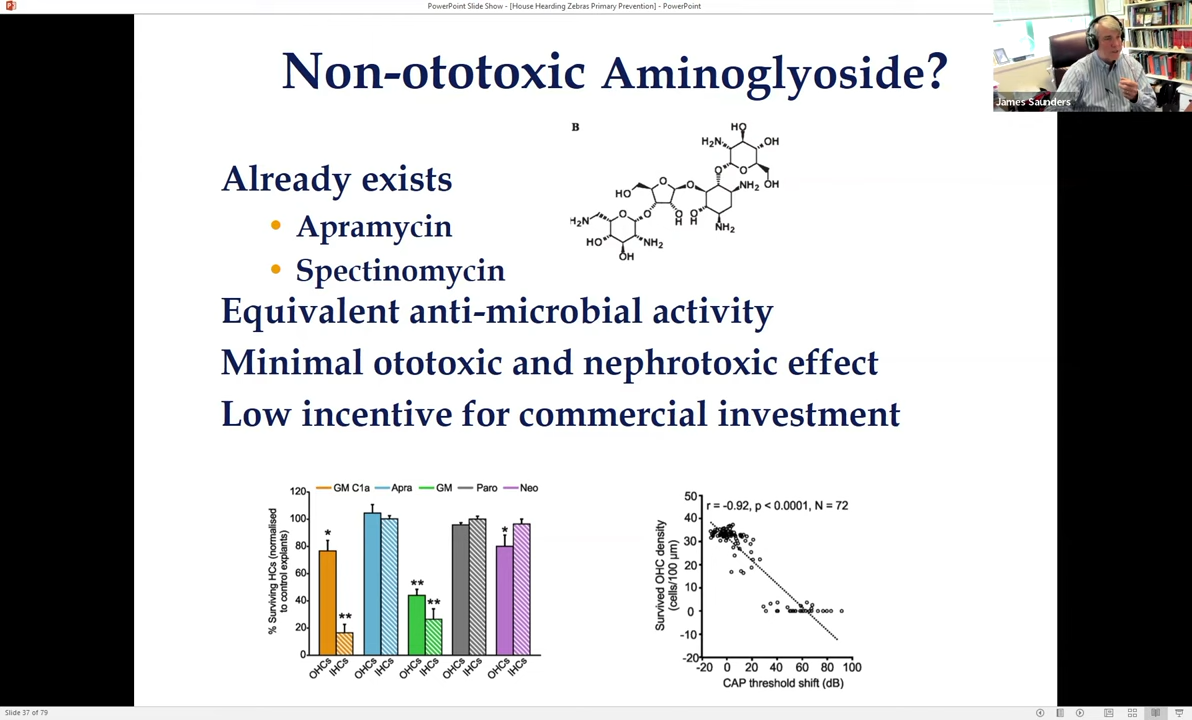 PowerPoint Slide Show - [House Hearding Zebras Primary Prevention] - PowerPoint
James Saunders
Non-ototoxic Aminoglyoside?
B
HO
H₂N
OH
O
O
OH
NH₂
O
O
HO
O
OH
H
HO
NH₂
H₂N
O
HO
NH₂
OH
Already exists
• Apramycin
• Spectinomycin
Equivalent anti-microbial activity
Minimal ototoxic and nephrotoxic effect
Low incentive for commercial investment
GM C1a Apra GM Paro Neo
% Surviving HCs (normalised
to control explants)
120
100
80
60
40
20
0
* ** ** ** *
OHCs IHCs OHCs IHCs OHCs IHCs OHCs IHCs OHCs IHCs
r = -0.92, p < 0.0001, N = 72
Survived OHC density
(cells/100 µm)
50
40
30
20
10
0
-10
-20
-20 0 20 40 60 80 100
CAP threshold shift (dB)
Slide 37 of 79